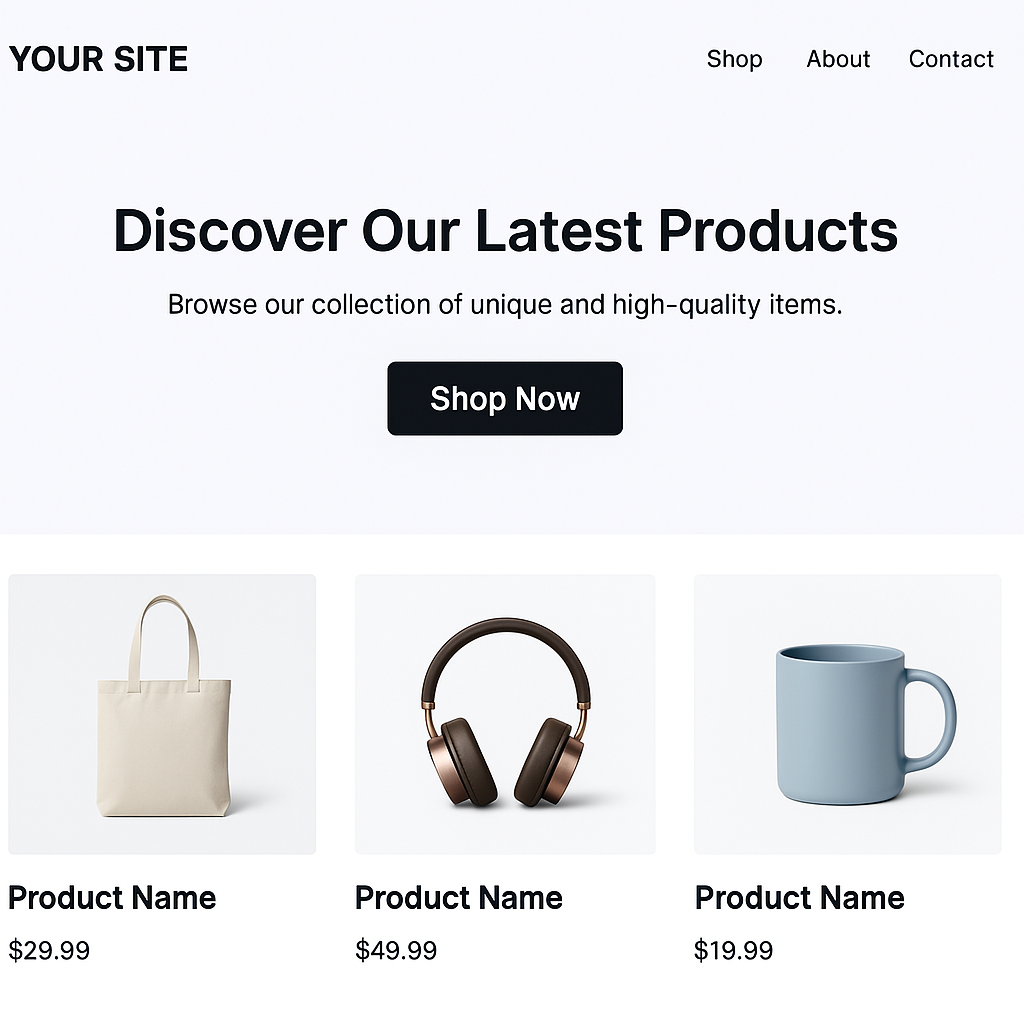 YOUR SITE
Shop About Contact
Discover Our Latest Products
Browse our collection of unique and high-quality items.
Shop Now
Product Name
$29.99
Product Name
$49.99
Product Name
$19.99